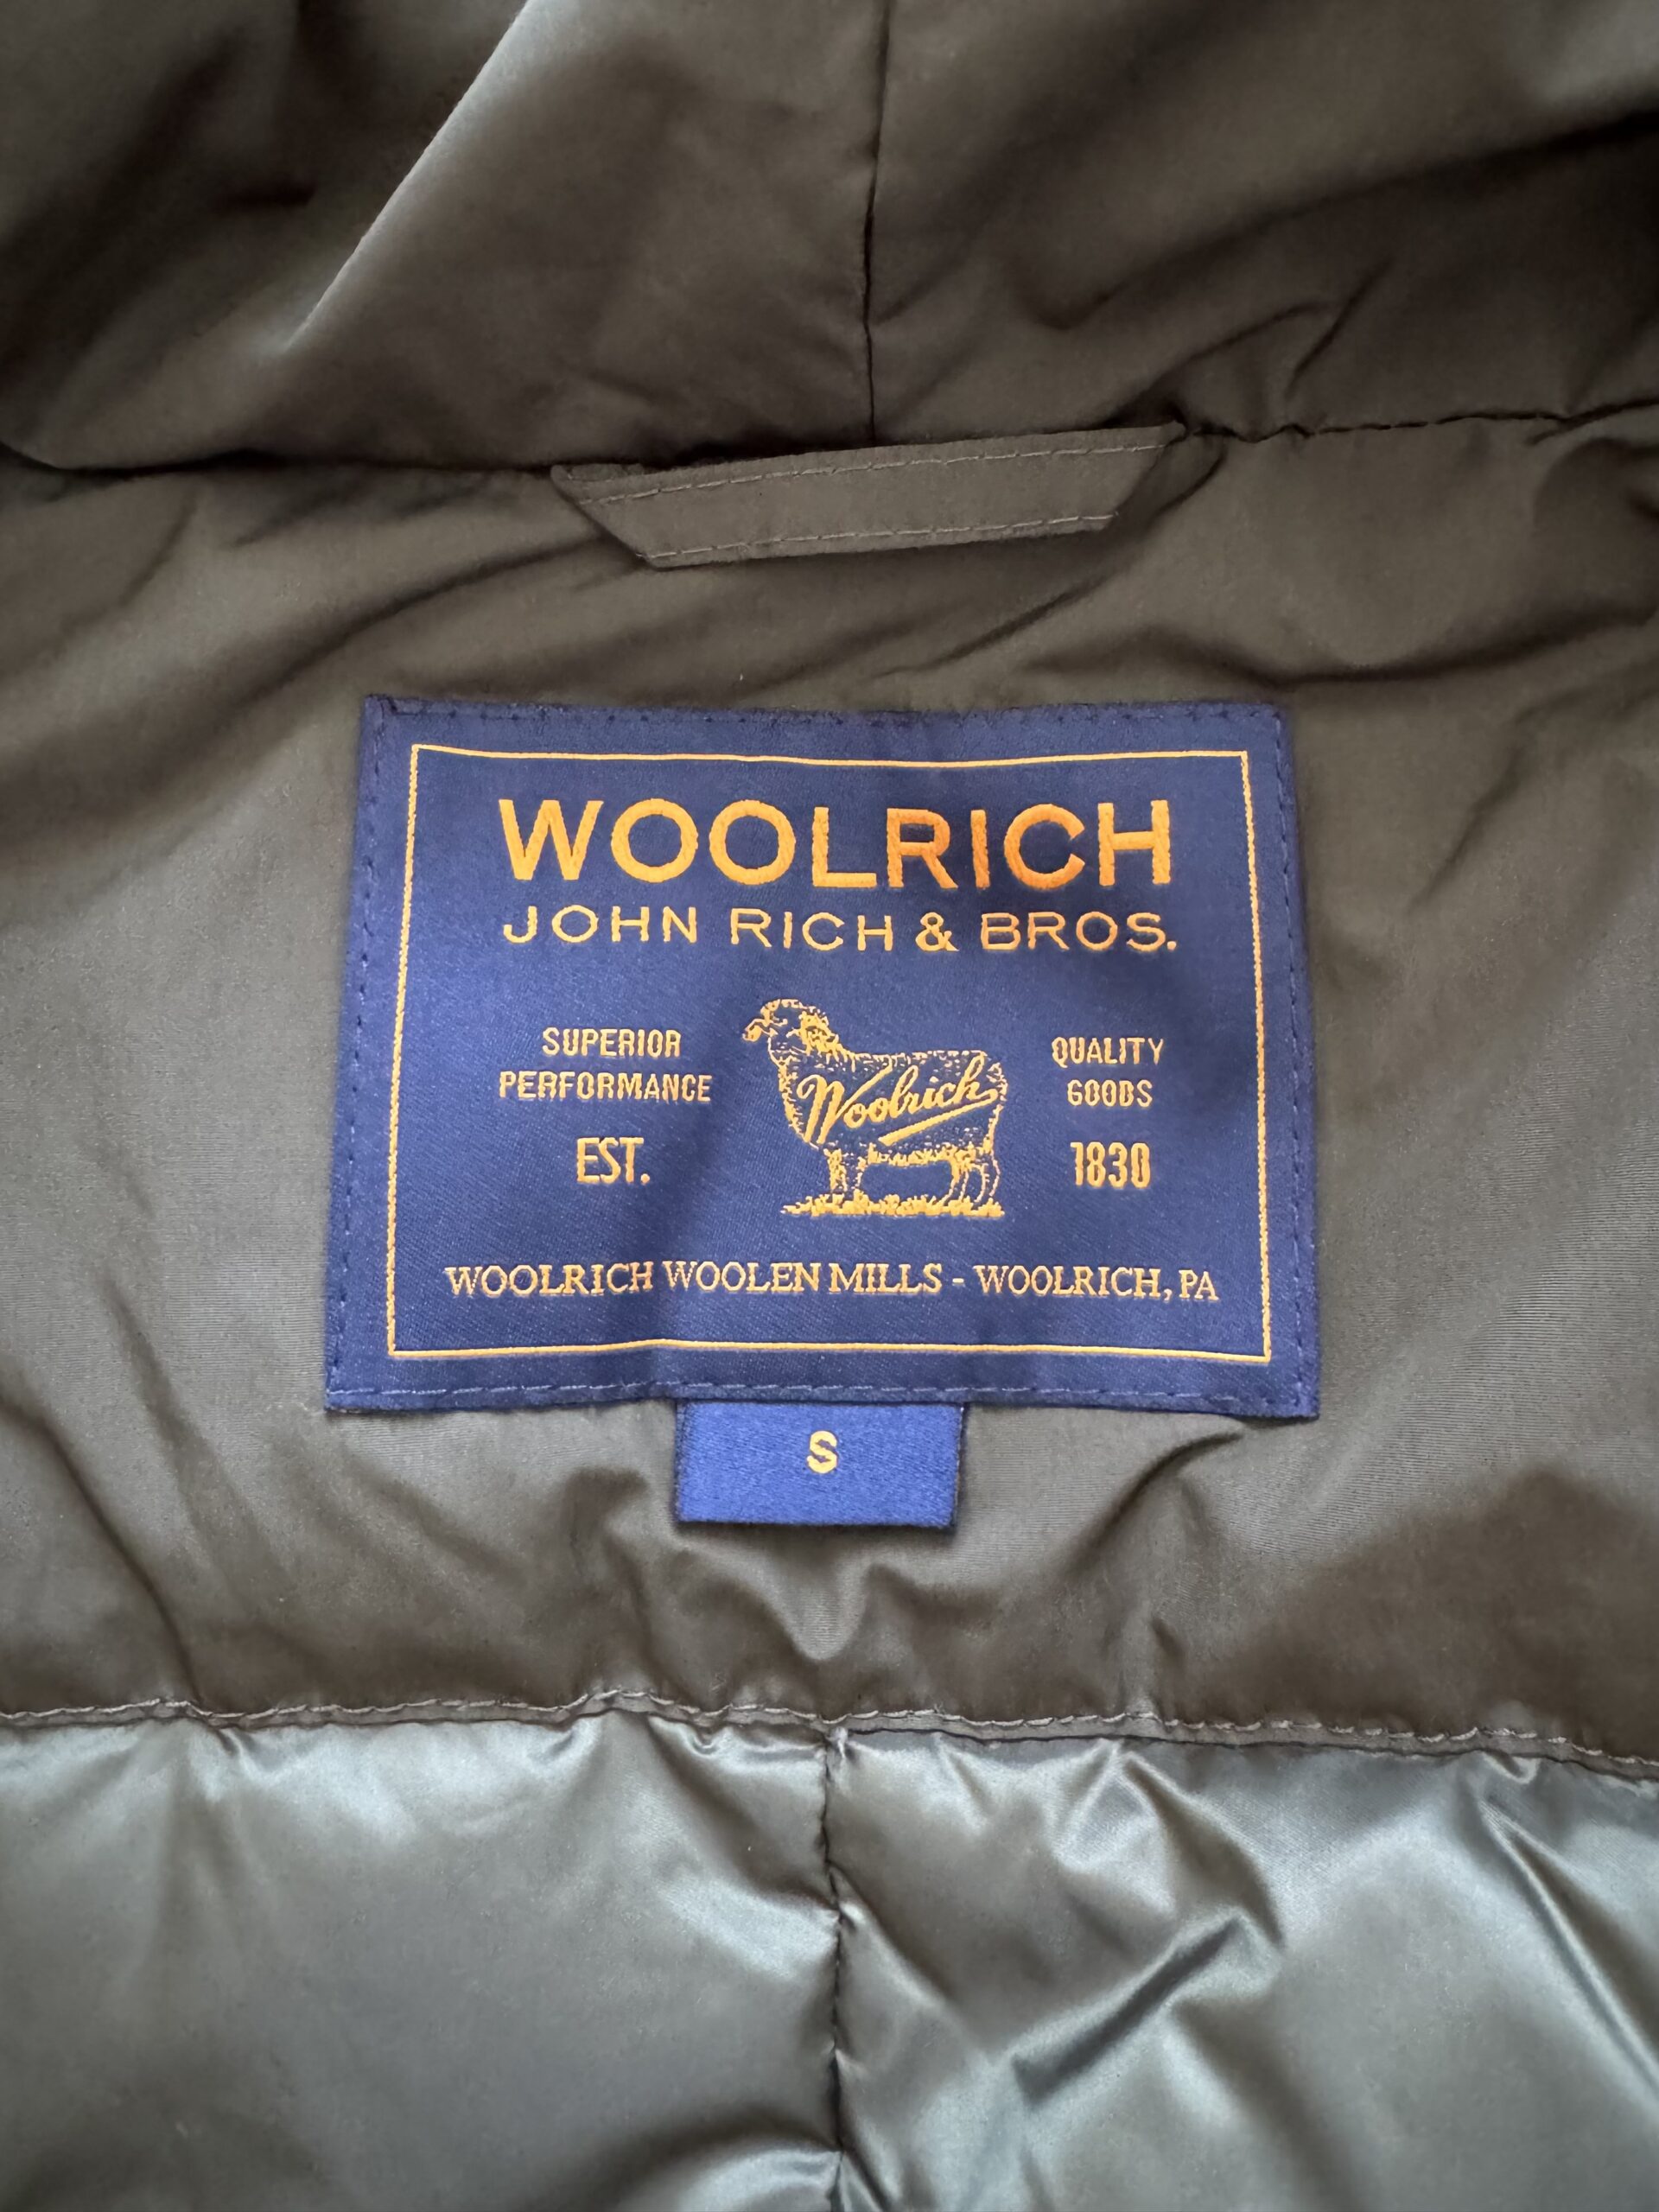 WOOLRICH
JOHN RICH & BROS.
SUPERIOR
PERFORMANCE
EST.
Woolrich
QUALITY
GOODS
1830
WOOLRICH WOOLEN MILLS - WOOLRICH, PA
S